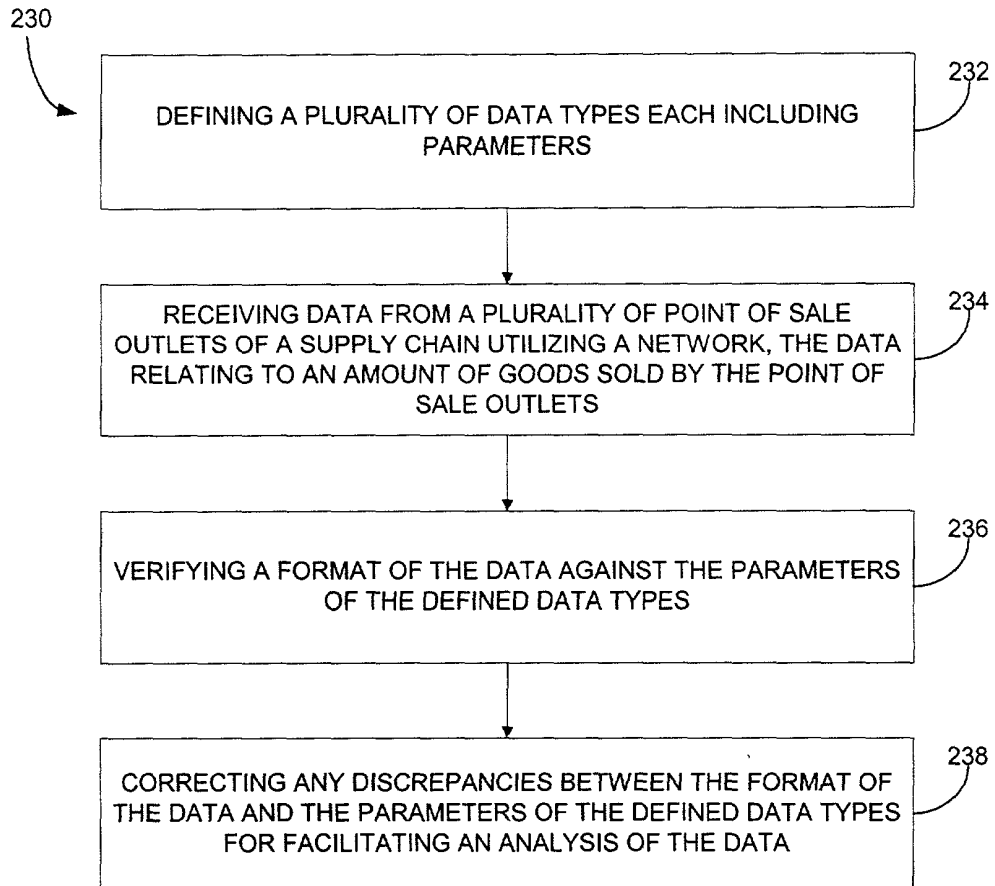 230
232
DEFINING A PLURALITY OF DATA TYPES EACH INCLUDING
PARAMETERS
234
RECEIVING DATA FROM A PLURALITY OF POINT OF SALE
OUTLETS OF A SUPPLY CHAIN UTILIZING A NETWORK, THE DATA
RELATING TO AN AMOUNT OF GOODS SOLD BY THE POINT OF
SALE OUTLETS
236
VERIFYING A FORMAT OF THE DATA AGAINST THE PARAMETERS
OF THE DEFINED DATA TYPES
238
CORRECTING ANY DISCREPANCIES BETWEEN THE FORMAT OF
THE DATA AND THE PARAMETERS OF THE DEFINED DATA TYPES
FOR FACILITATING AN ANALYSIS OF THE DATA